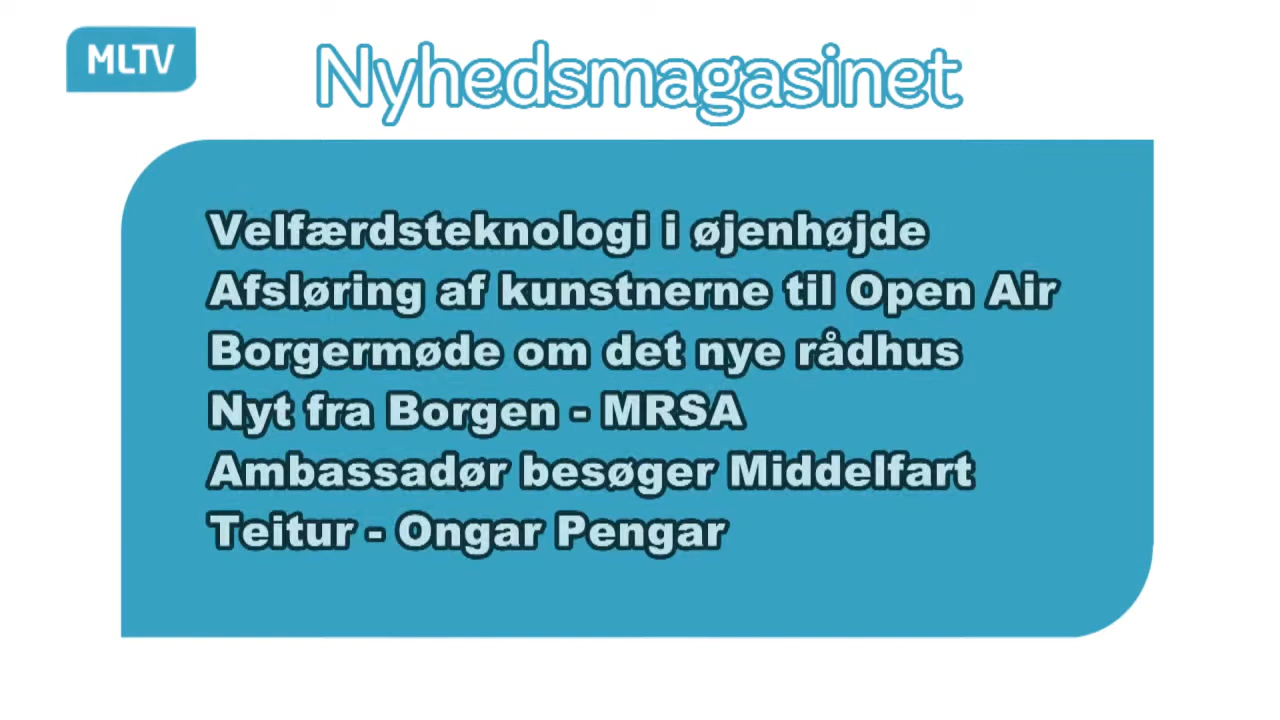 MLTV
Nyhedsmagasinet
Velfærdsteknologi i øjenhøjde
Afsløring af kunstnerne til Open Air
Borgermøde om det nye rådhus
Nyt fra Borgen - MRSA
Ambassadør besøger Middelfart
Teitur - Ongar Pengar